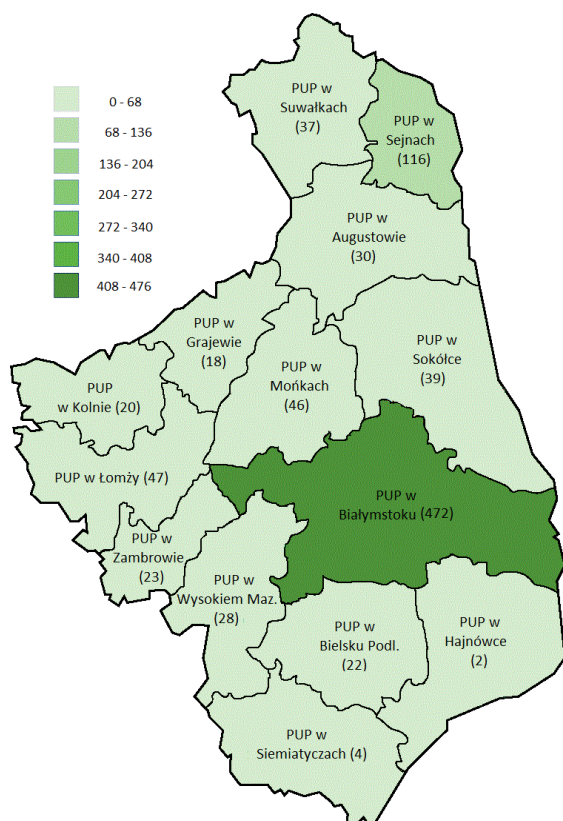 0 - 68
68 - 136
136 - 204
204 - 272
272 - 340
340 - 408
408 - 476
PUP w
Suwałkach
(37)
PUP w
Sejnach
(116)
PUP w
Augustowie
(30)
PUP w
Grajewie
(18)
PUP w
Mońkach
(46)
PUP w
Sokółce
(39)
PUP
w Kolnie (20)
PUP w Łomży (47)
PUP w
Białymstoku (472)
PUP w
Zambrowie
(23)
PUP w
Wysokiem Maz.
(28)
PUP w
Bielsku Podl.
(22)
PUP w
Hajnówce
(2)
PUP w
Siemiatyczach (4)